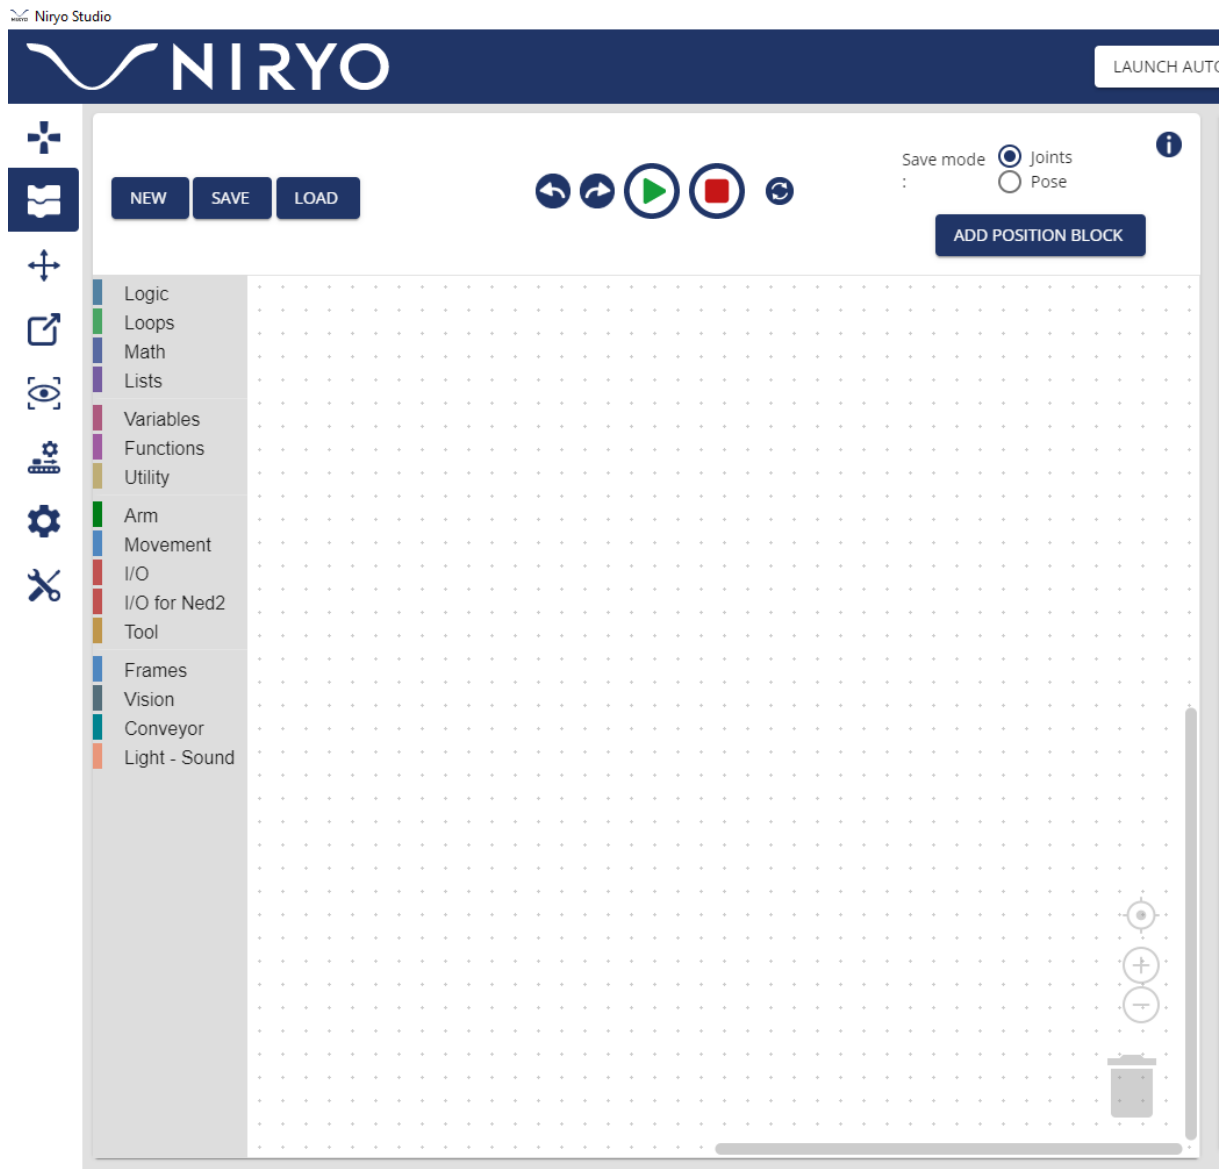 Niryo Studio
NIRYO
LAUNCH AUTO
NEW SAVE LOAD
Save mode
:
Joints
Pose
ADD POSITION BLOCK
Logic
Loops
Math
Lists
Variables
Functions
Utility
Arm
Movement
I/O
I/O for Ned2
Tool
Frames
Vision
Conveyor
Light - Sound